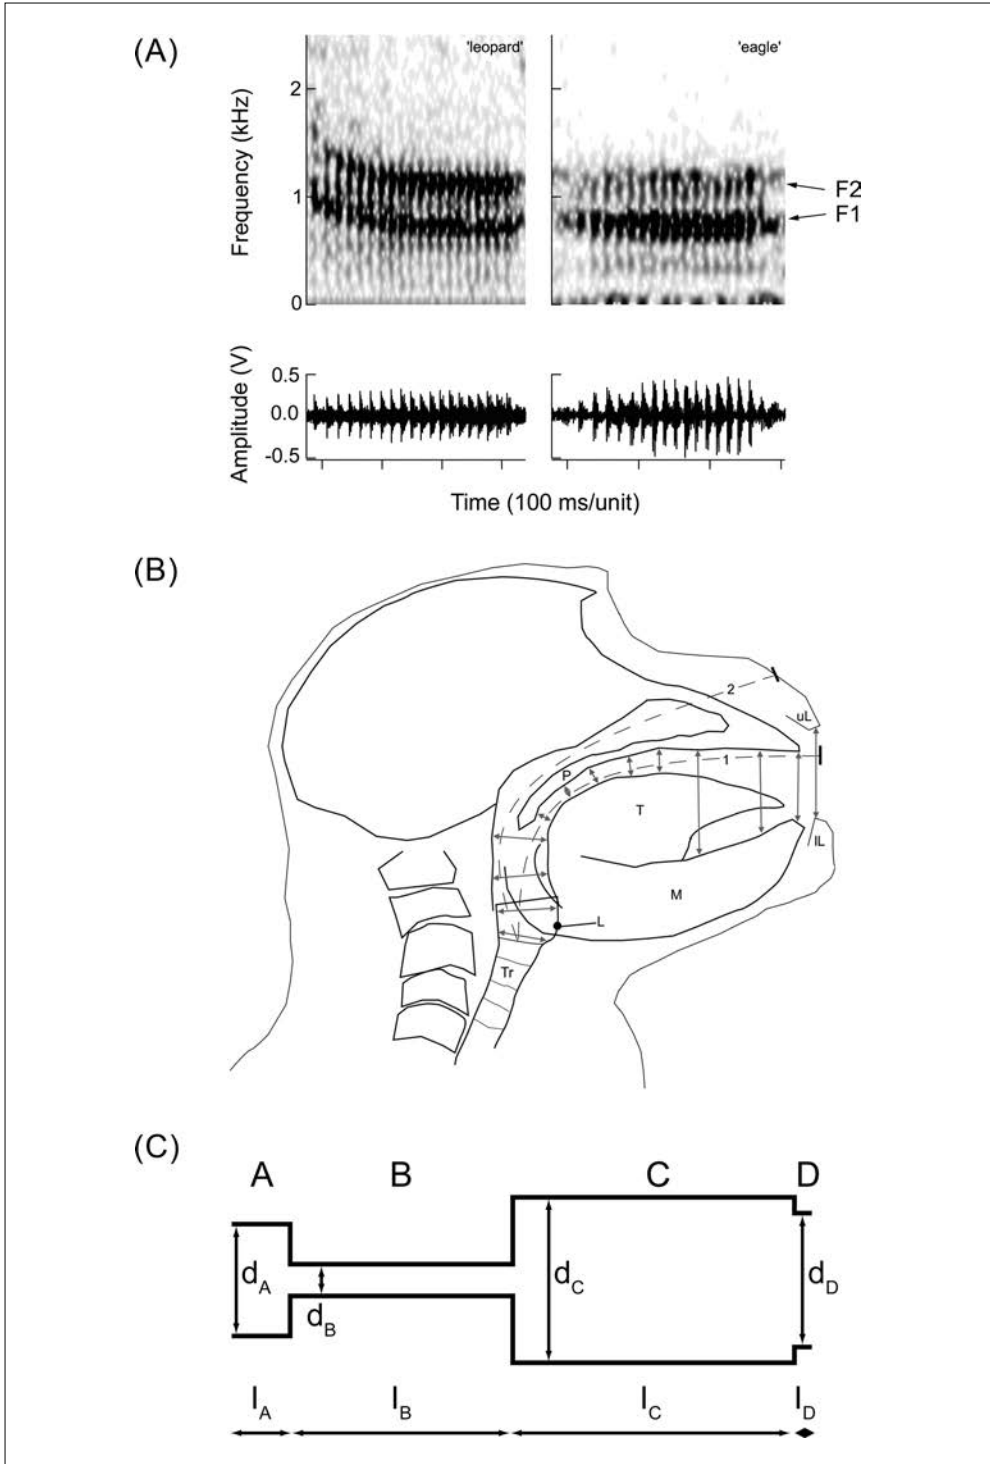 (A)
'leopard'
'eagle'
Frequency (kHz)
2
1
0
F2
F1
Amplitude (V)
0.5
0.0
-0.5
Time (100 ms/unit)
(B)
2
uL
1
P
T
lL
M
L
Tr
(C)
A B C D
dA dB dC dD
lA lB lC lD